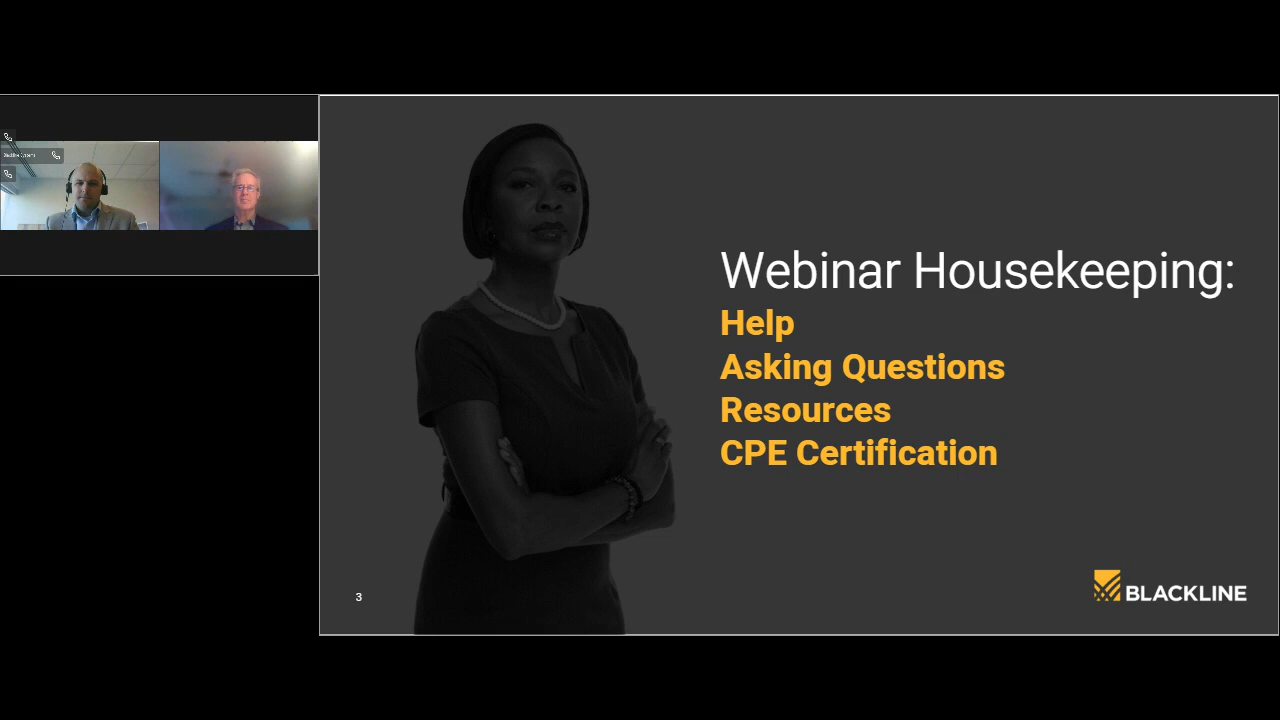 Webinar Housekeeping:
Help
Asking Questions
Resources
CPE Certification
3
BLACKLINE